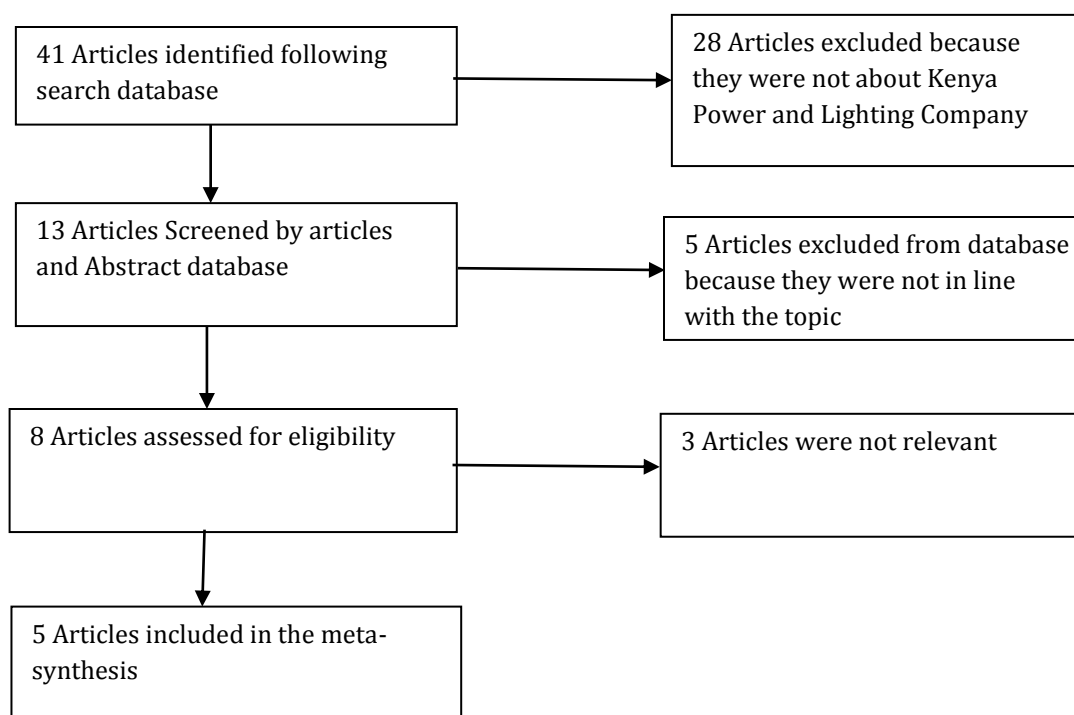 41 Articles identified following
search database
28 Articles excluded because
they were not about Kenya
Power and Lighting Company
13 Articles Screened by articles
and Abstract database
5 Articles excluded from database
because they were not in line
with the topic
8 Articles assessed for eligibility
3 Articles were not relevant
5 Articles included in the meta-
synthesis